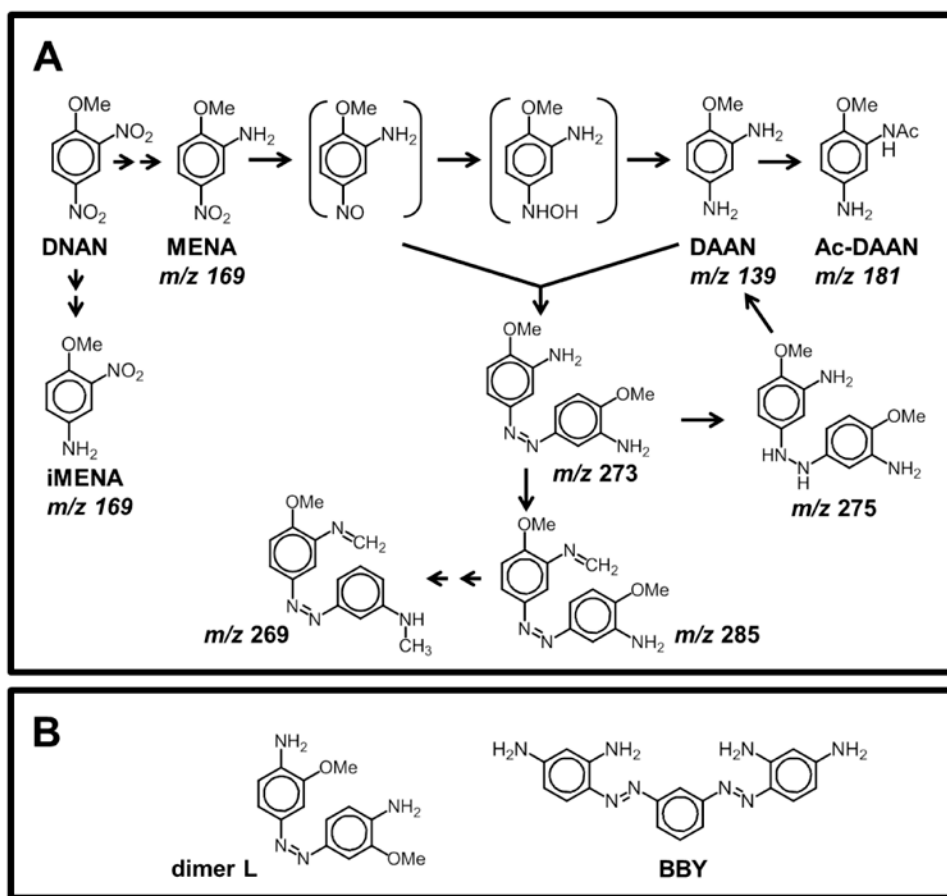 A
OMe OMe OMe OMe OMe OMe
NO2 NH2 NH2 NH2 NH2 NAc
H
NO2 NO2 NO NHOH NH2 NH2
DNAN MENA DAAN Ac-DAAN
m/z 169 m/z 139 m/z 181
OMe
NO2
NH2
iMENA
m/z 169
OMe
NH2
OMe
N=N
NH2
m/z 273
OMe
NH2
OMe
HN
N
H
NH2
m/z 275
OMe
N=CH2
N=N
NH
CH3
m/z 269
OMe
N=CH2
OMe
N=N
NH2
m/z 285
B
NH2
OMe
NH2
N=N
OMe
dimer L
H2N NH2 H2N NH2
N=N N=N
BBY